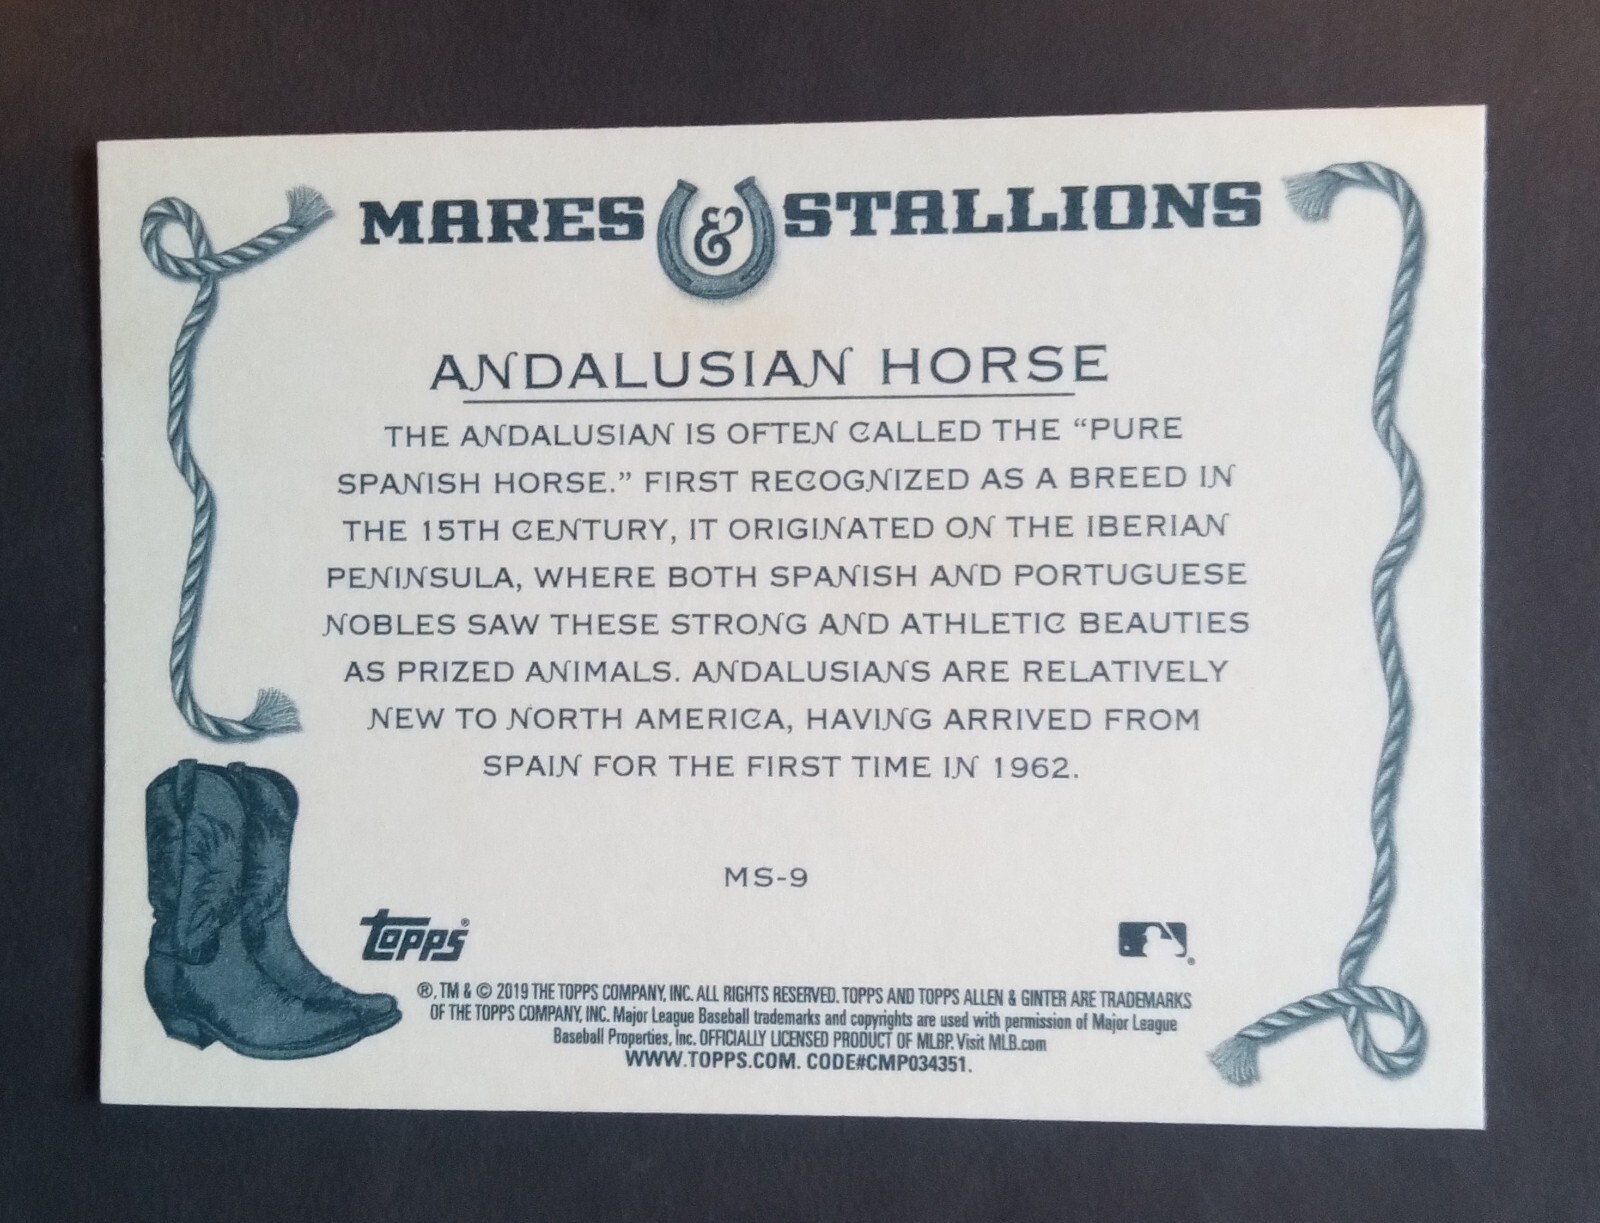 MARES & STALLIONS
ANDALUSIAN HORSE
THE ANDALUSIAN IS OFTEN CALLED THE “PURE
SPANISH HORSE.” FIRST RECOGNIZED AS A BREED IN
THE 15TH CENTURY, IT ORIGINATED ON THE IBERIAN
PENINSULA, WHERE BOTH SPANISH AND PORTUGUESE
NOBLES SAW THESE STRONG AND ATHLETIC BEAUTIES
AS PRIZED ANIMALS. ANDALUSIANS ARE RELATIVELY
NEW TO NORTH AMERICA, HAVING ARRIVED FROM
SPAIN FOR THE FIRST TIME IN 1962.
MS-9
Topps®
®
®, TM & © 2019 THE TOPPS COMPANY, INC. ALL RIGHTS RESERVED. TOPPS AND TOPPS ALLEN & GINTER ARE TRADEMARKS
OF THE TOPPS COMPANY, INC. Major League Baseball trademarks and copyrights are used with permission of Major League
Baseball Properties, Inc. OFFICIALLY LICENSED PRODUCT OF MLBP. Visit MLB.com
WWW.TOPPS.COM. CODE#CMP034351.